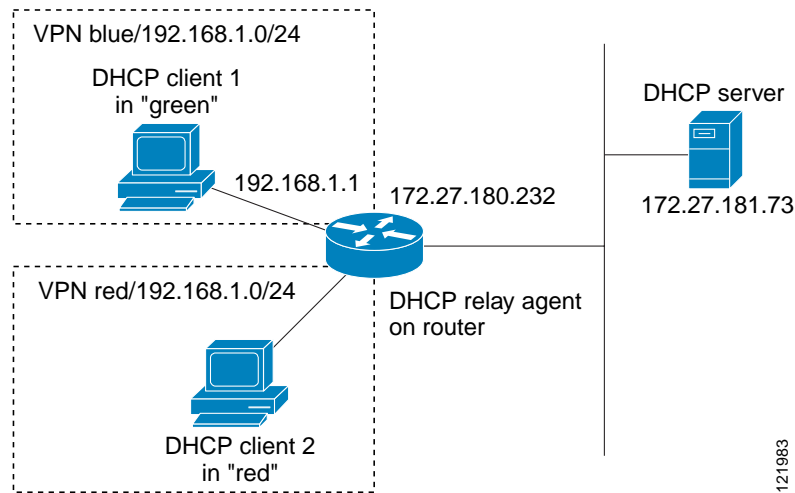 VPN blue/192.168.1.0/24
DHCP client 1
in "green"
192.168.1.1
172.27.180.232
DHCP server
172.27.181.73
VPN red/192.168.1.0/24
DHCP relay agent
on router
DHCP client 2
in "red"
121983